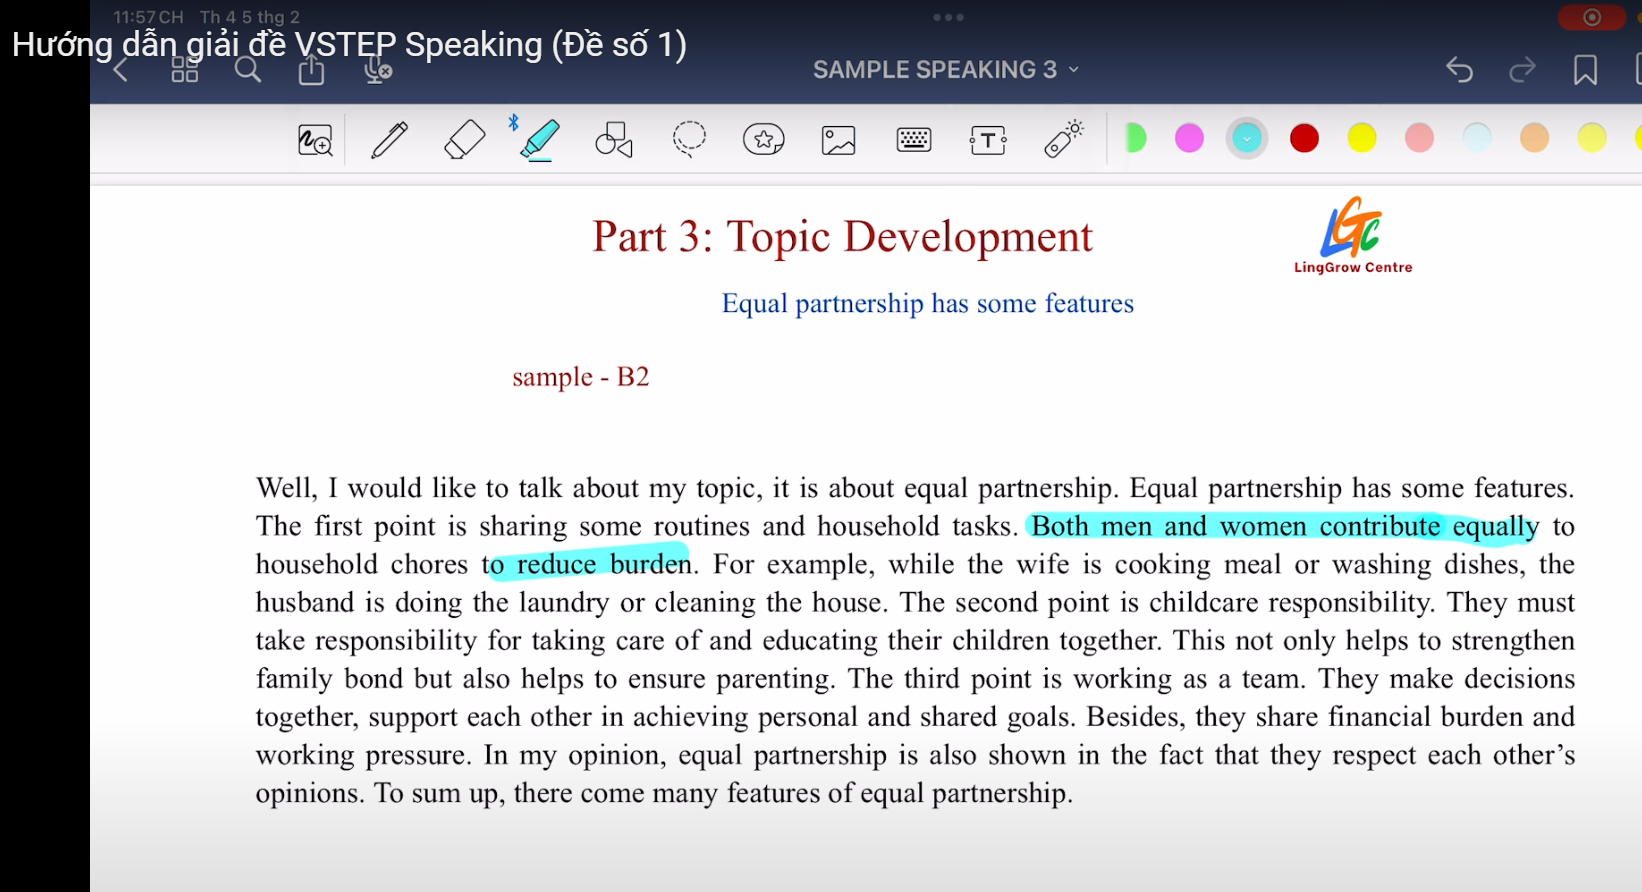 11:57 CH Th 4 5 thg 2
Hướng dẫn giải đề VSTEP Speaking (Đề số 1)
SAMPLE SPEAKING 3
T
Part 3: Topic Development
LGTC
LingGrow Centre
Equal partnership has some features
sample - B2
Well, I would like to talk about my topic, it is about equal partnership. Equal partnership has some features.
The first point is sharing some routines and household tasks. Both men and women contribute equally to
household chores to reduce burden. For example, while the wife is cooking meal or washing dishes, the
husband is doing the laundry or cleaning the house. The second point is childcare responsibility. They must
take responsibility for taking care of and educating their children together. This not only helps to strengthen
family bond but also helps to ensure parenting. The third point is working as a team. They make decisions
together, support each other in achieving personal and shared goals. Besides, they share financial burden and
working pressure. In my opinion, equal partnership is also shown in the fact that they respect each other’s
opinions. To sum up, there come many features of equal partnership.